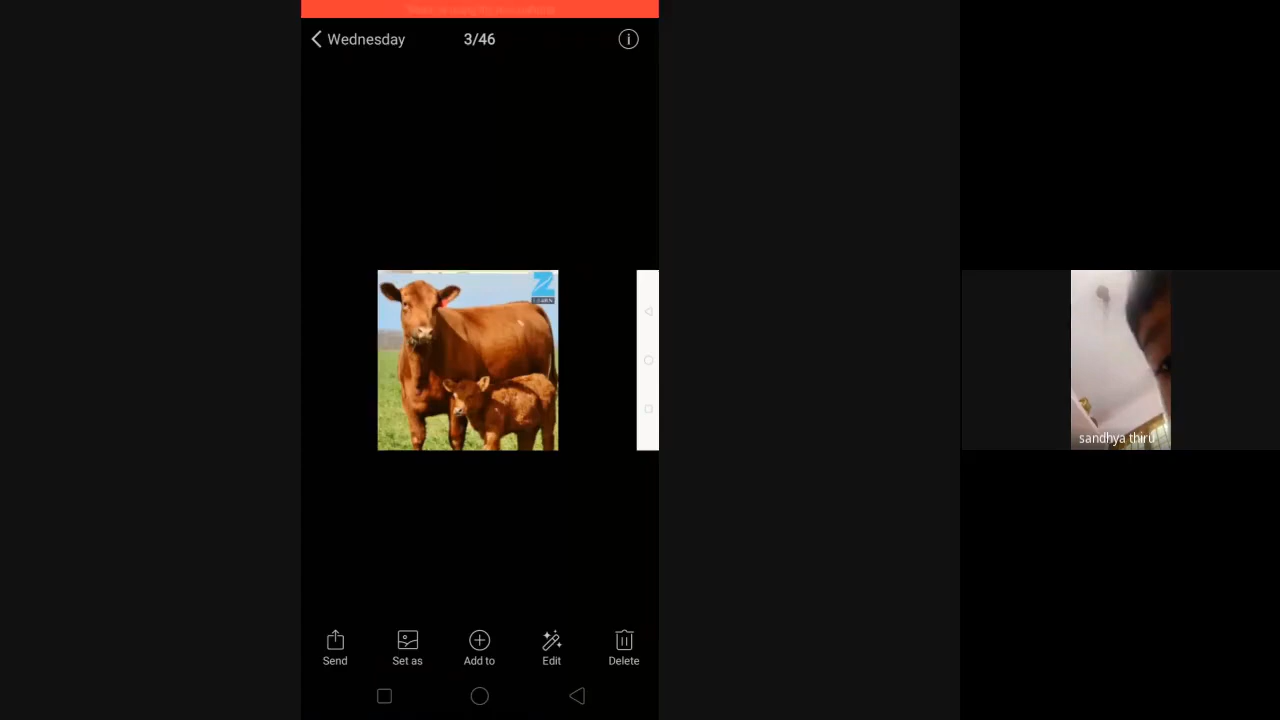 Wednesday
3/46
Send
Set as
Add to
Edit
Delete
sandhya thiru